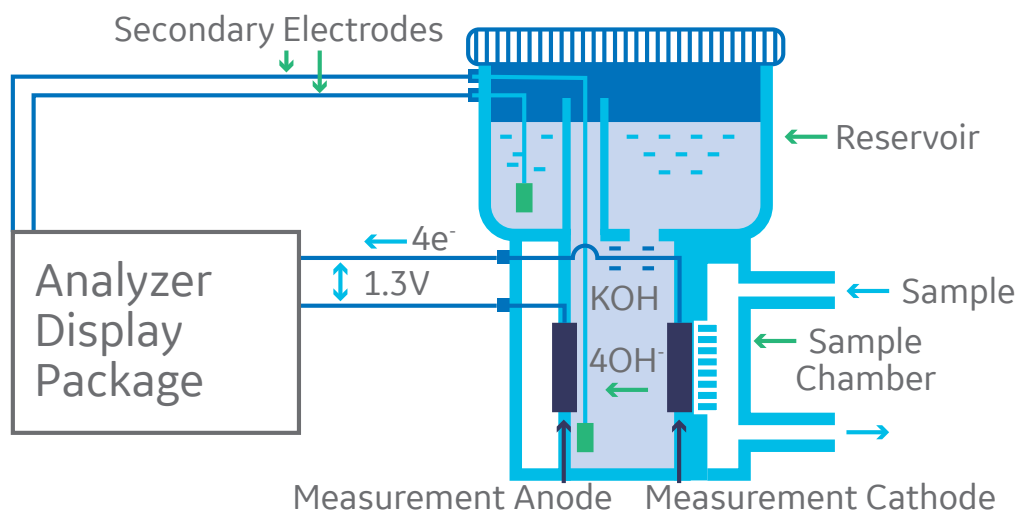 Secondary Electrodes
Reservoir
4e⁻
1.3V
Analyzer
Display
Package
KOH
4OH⁻
Sample
Sample
Chamber
Measurement Anode
Measurement Cathode